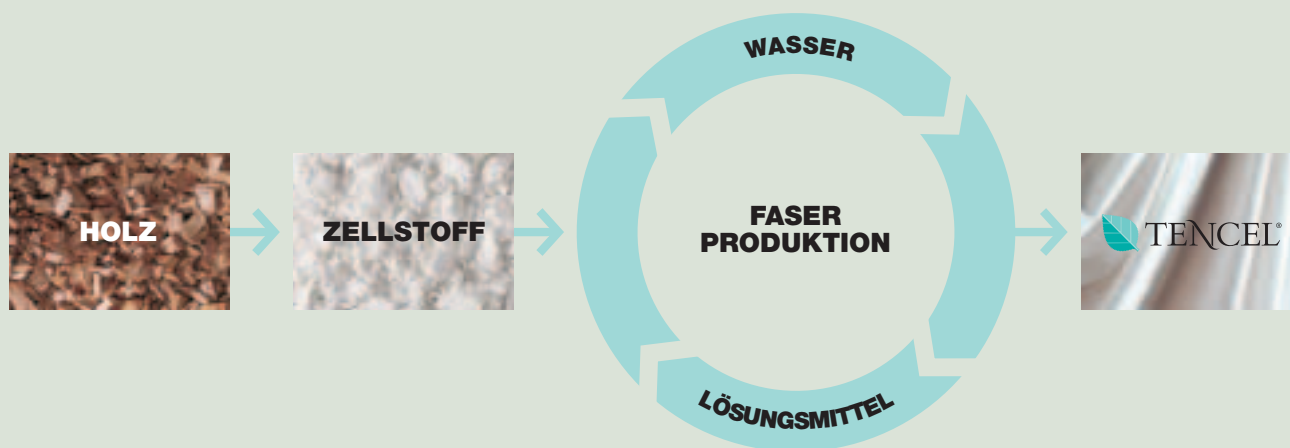 HOLZ
ZELLSTOFF
WASSER
FASER
PRODUKTION
LÖSUNGSMITTEL
TENCEL®